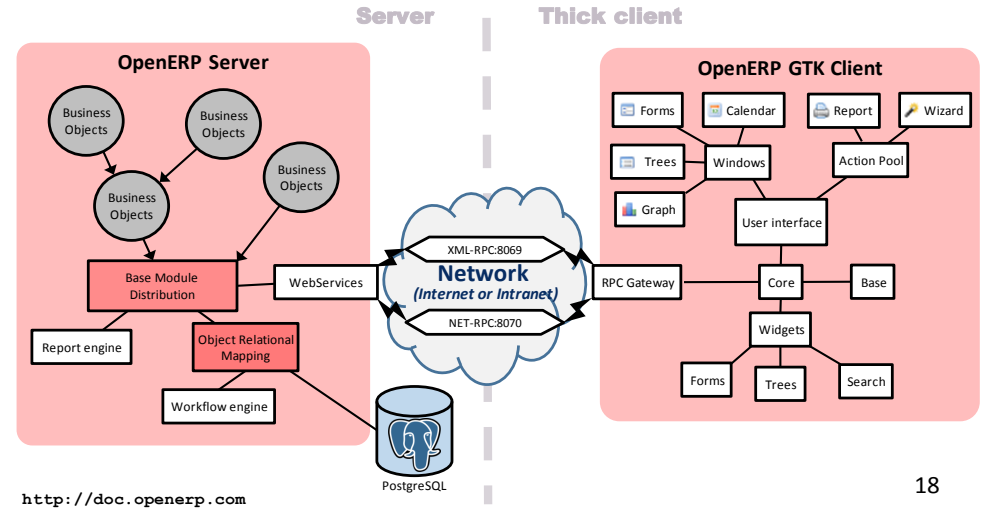 Server
Thick client
OpenERP Server
OpenERP GTK Client
Business
Objects
Business
Objects
Business
Objects
Business
Objects
Forms
Calendar
Report
Wizard
Trees
Windows
Action Pool
Graph
User interface
XML-RPC:8069
Network
(Internet or Intranet)
NET-RPC:8070
Base Module
Distribution
WebServices
RPC Gateway
Core
Base
Report engine
Object Relational
Mapping
Widgets
Workflow engine
Forms
Trees
Search
PostgreSQL
http://doc.openerp.com
18